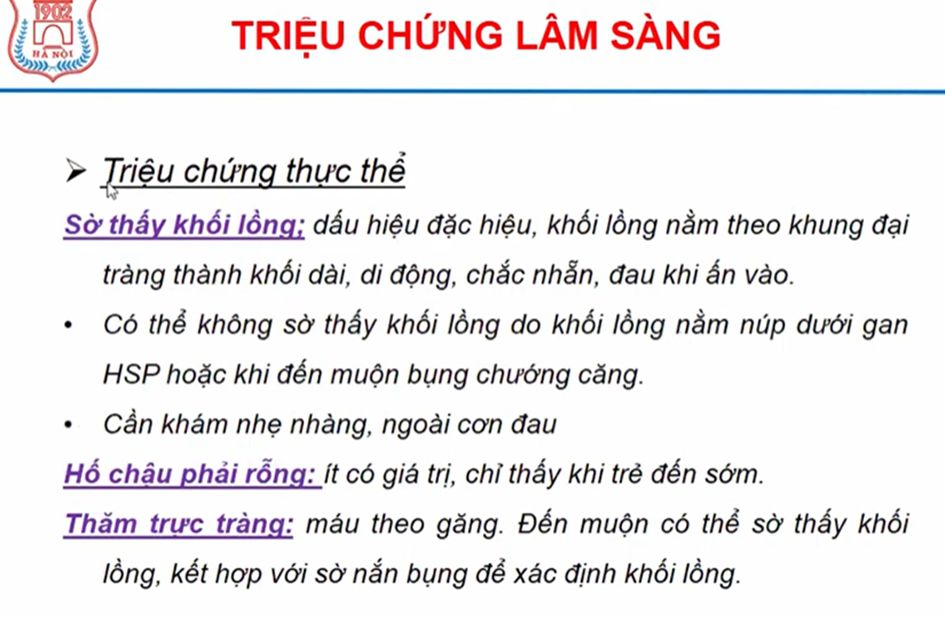 1902
HÀ NỘI
TRIỆU CHỨNG LÂM SÀNG
➢ Triệu chứng thực thể
Sờ thấy khối lồng; dấu hiệu đặc hiệu, khối lồng nằm theo khung đại
tràng thành khối dài, di động, chắc nhẵn, đau khi ấn vào.
• Có thể không sờ thấy khối lồng do khối lồng nằm núp dưới gan
HSP hoặc khi đến muộn bụng chướng căng.
• Cần khám nhẹ nhàng, ngoài cơn đau
Hố chậu phải rỗng: ít có giá trị, chỉ thấy khi trẻ đến sớm.
Thăm trực tràng: máu theo găng. Đến muộn có thể sờ thấy khối
lồng, kết hợp với sờ nắn bụng để xác định khối lồng.